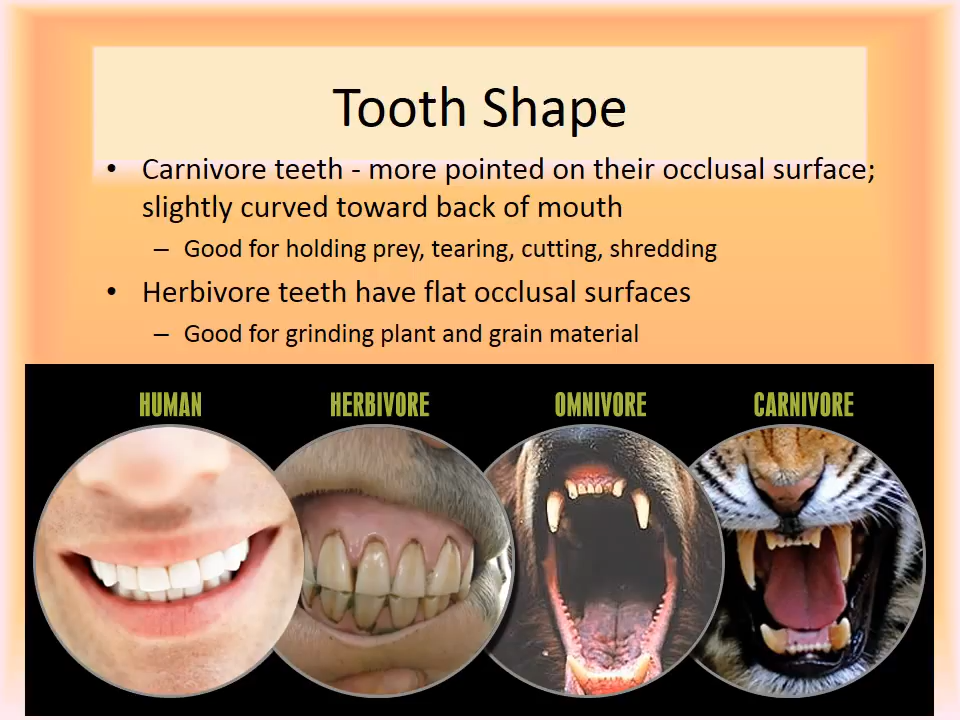 Tooth Shape
• Carnivore teeth - more pointed on their occlusal surface;
slightly curved toward back of mouth
– Good for holding prey, tearing, cutting, shredding
• Herbivore teeth have flat occlusal surfaces
– Good for grinding plant and grain material
HUMAN HERBIVORE OMNIVORE CARNIVORE